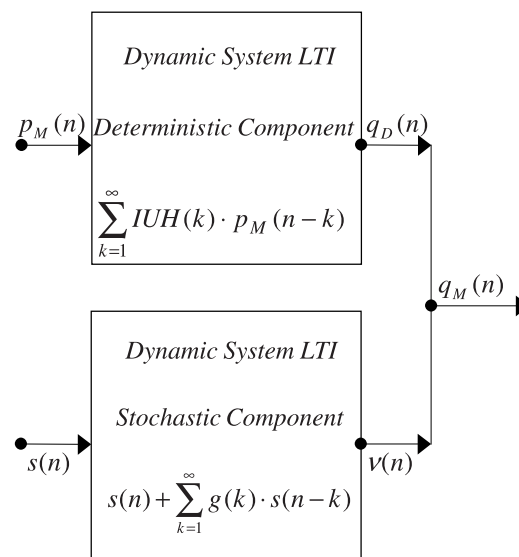 Dynamic System LTI
p_M(n)
Deterministic Component
q_D(n)
∑_{k=1}^{∞} IUH(k) · p_M(n−k)
q_M(n)
Dynamic System LTI
Stochastic Component
s(n)
ν(n)
s(n) + ∑_{k=1}^{∞} g(k) · s(n−k)